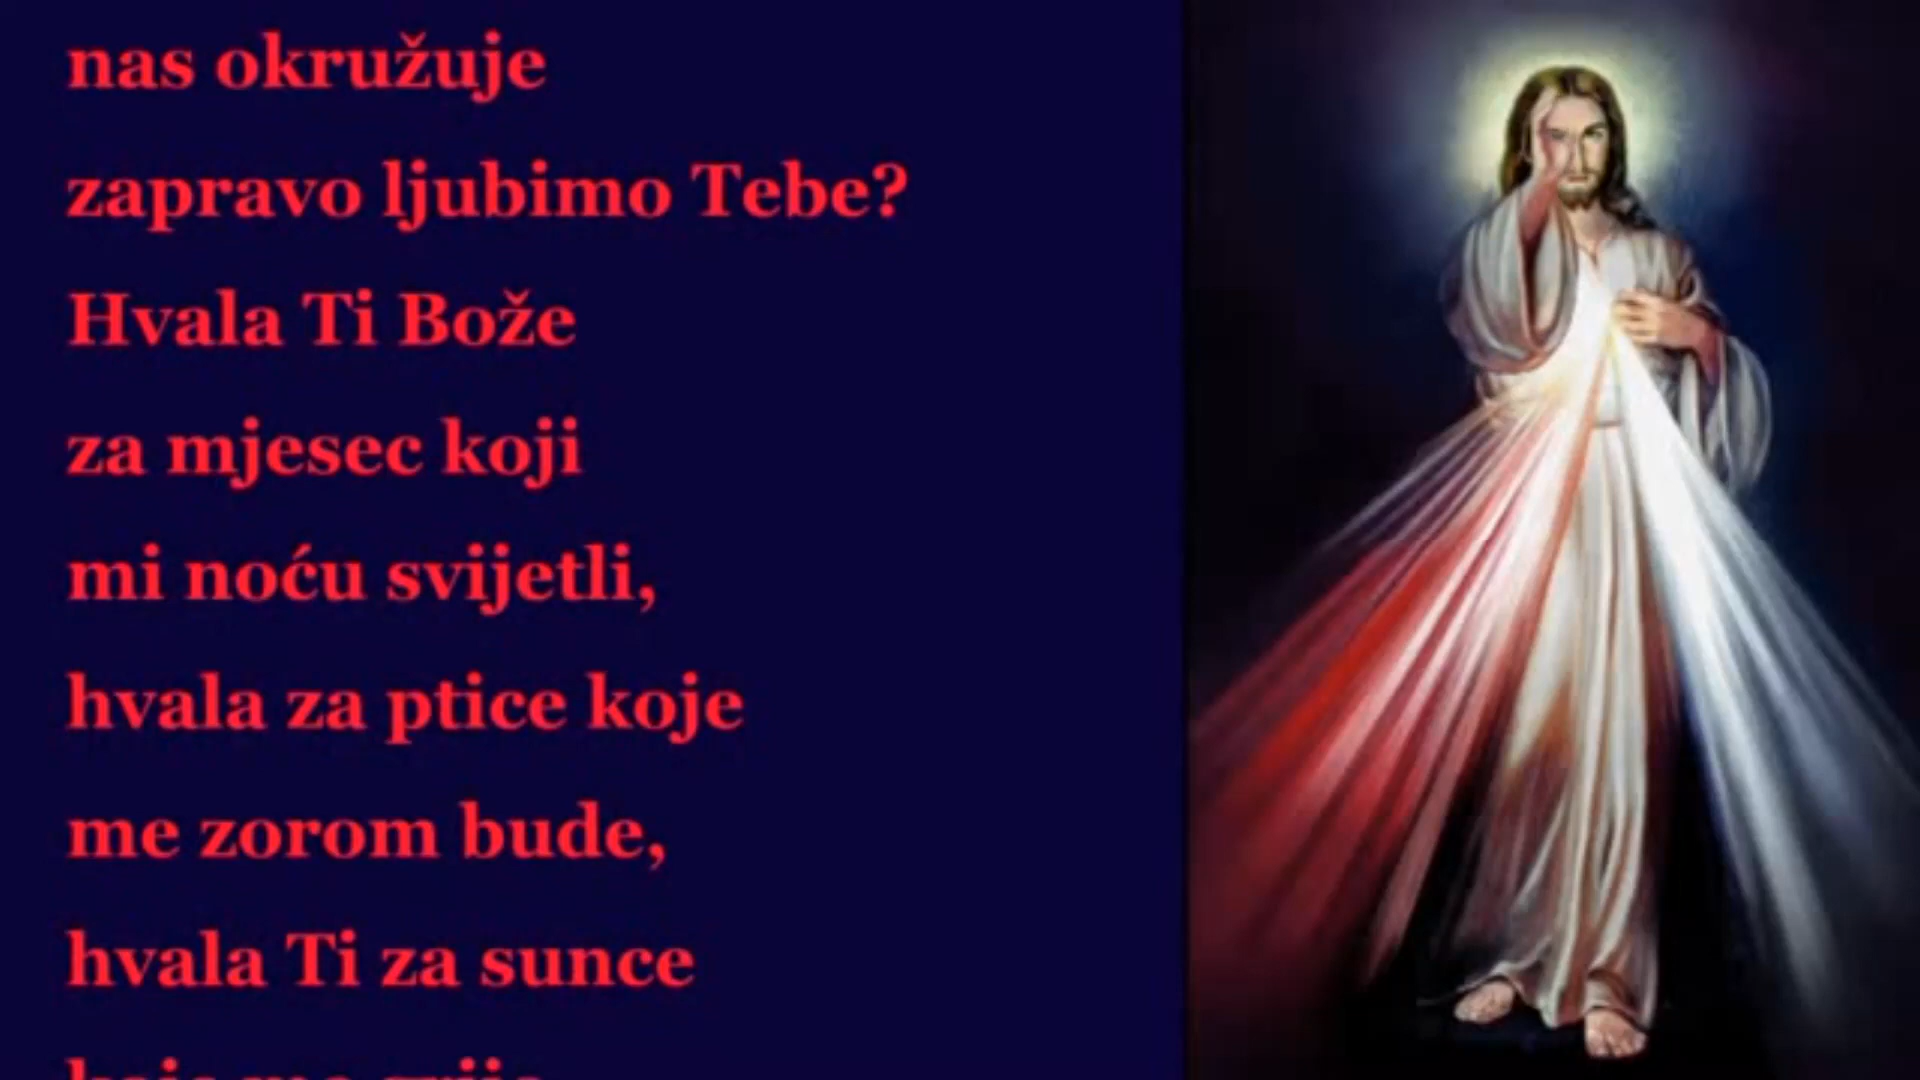 nas okružuje
zapravo ljubimo Tebe?
Hvala Ti Bože
za mjesec koji
mi noću svijetli,
hvala za ptice koje
me zorom bude,
hvala Ti za sunce